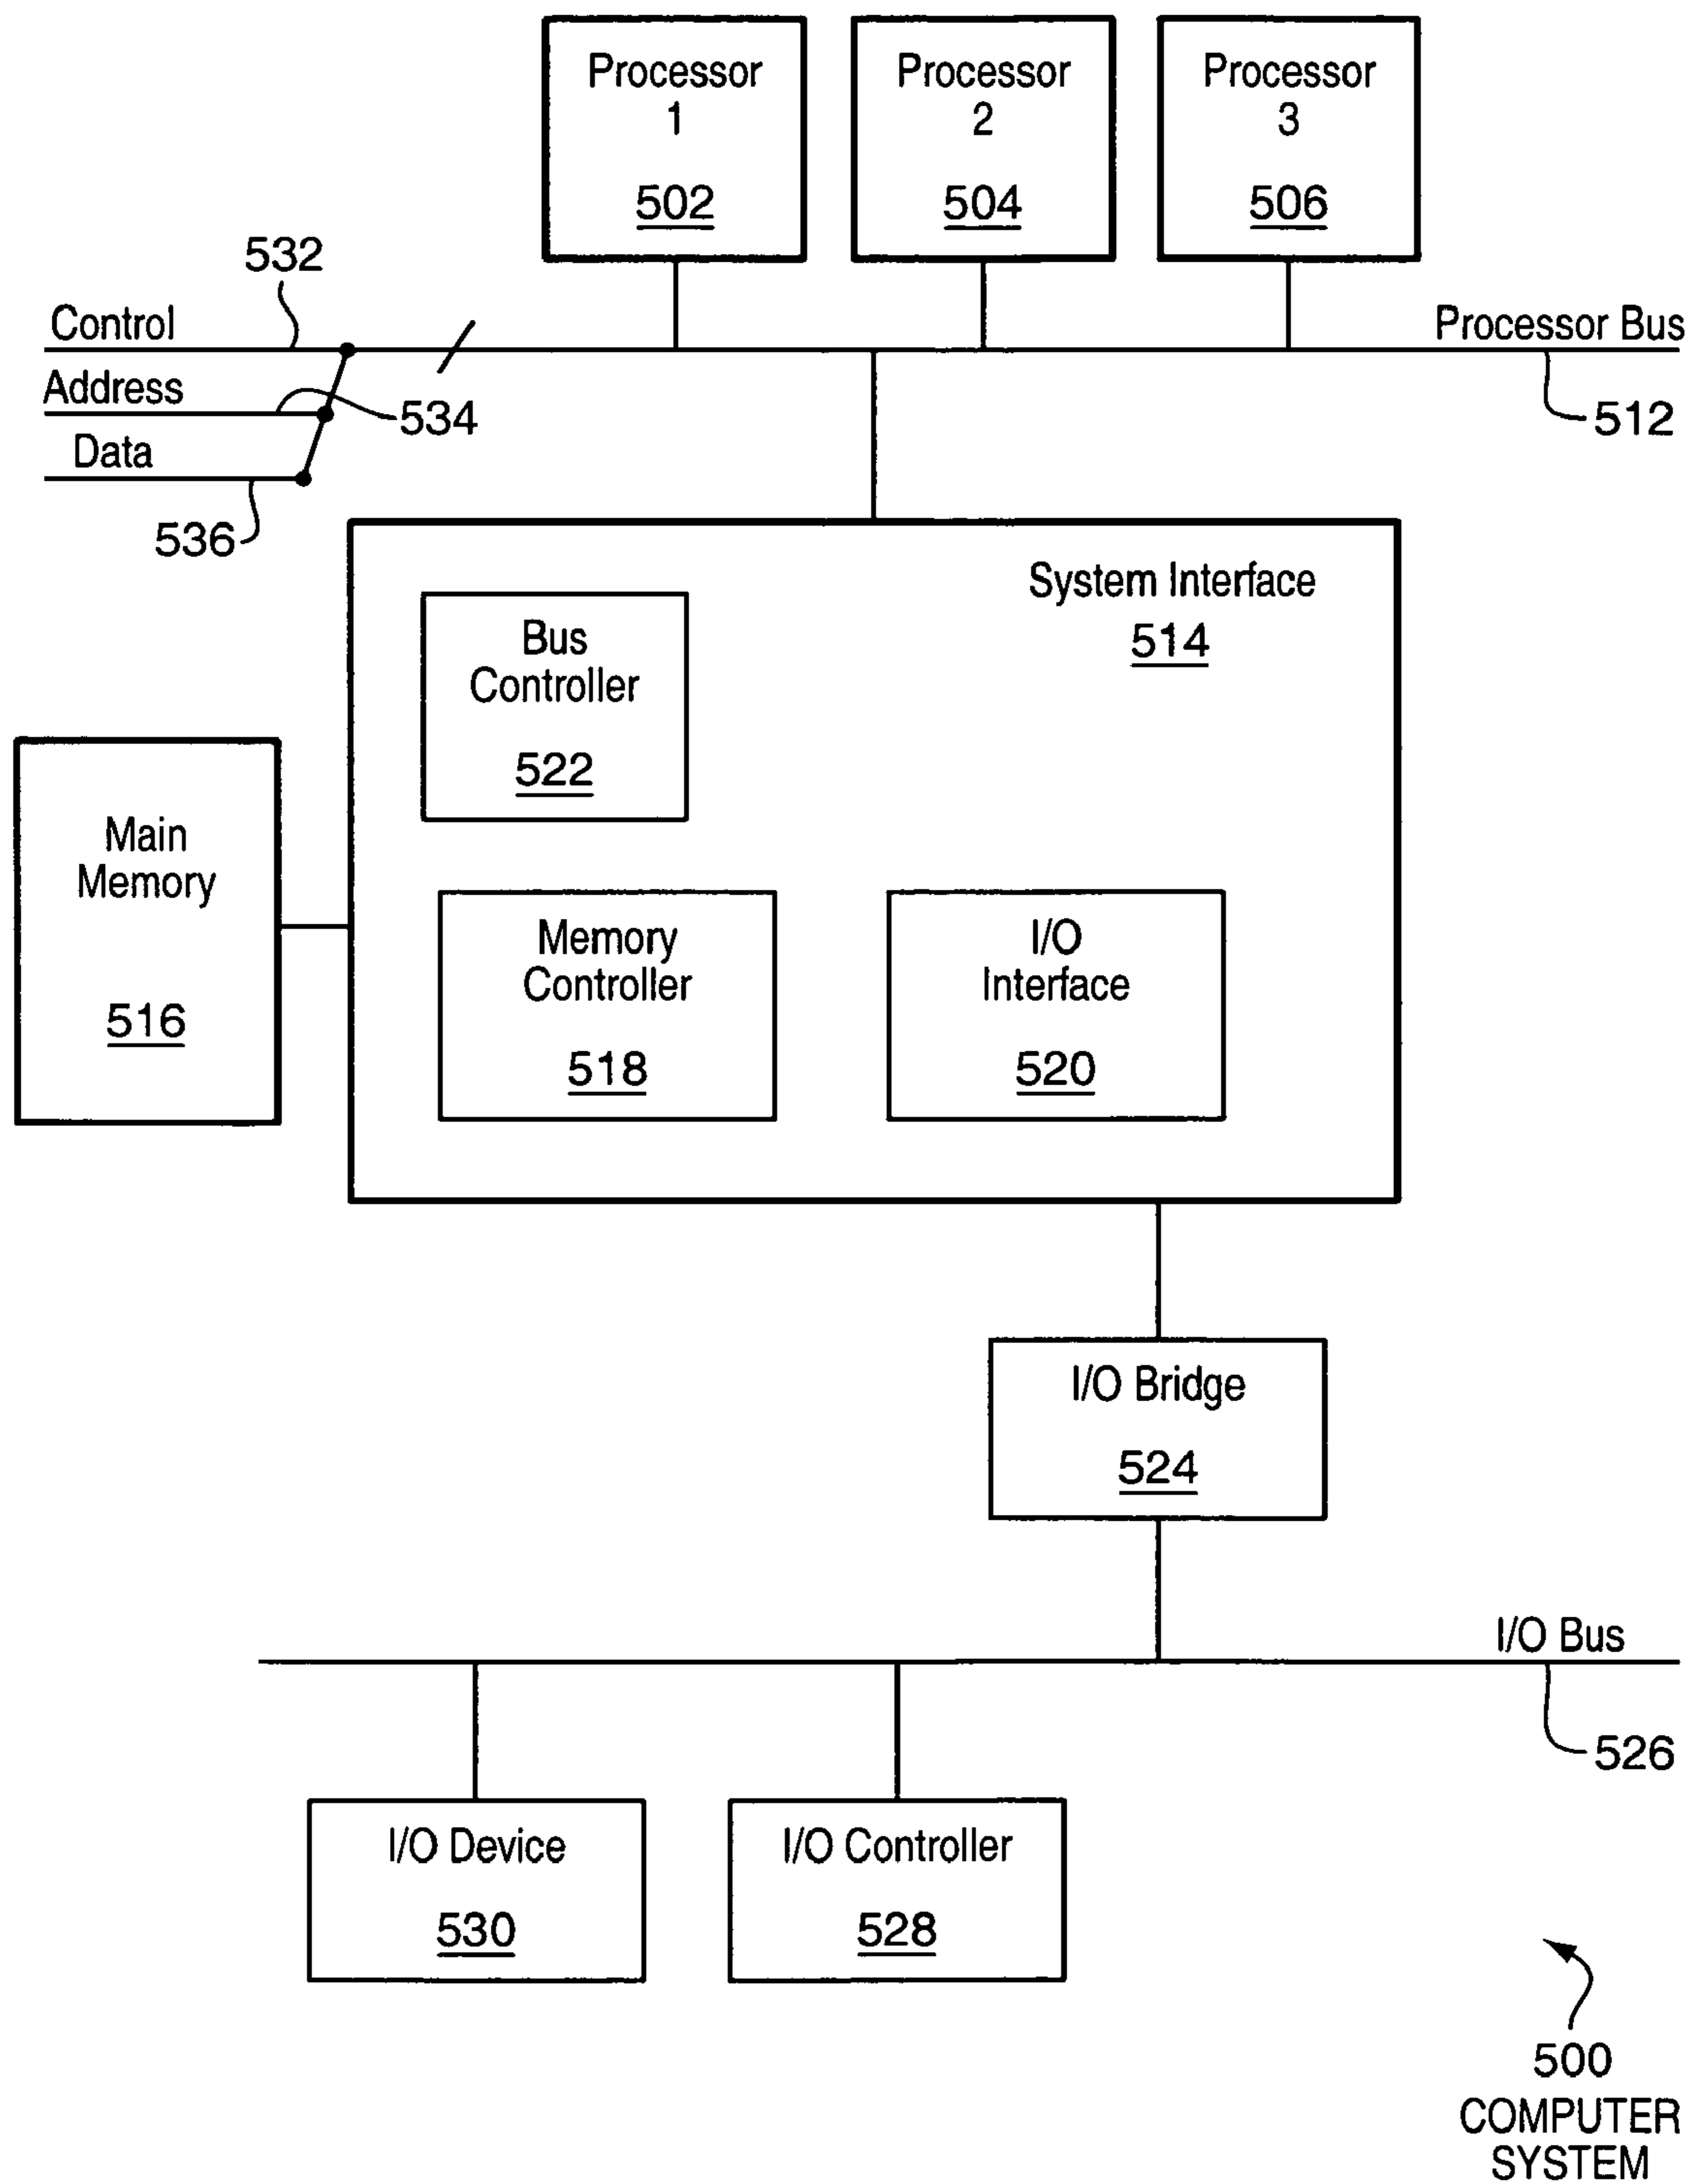 Processor
1
502
Processor
2
504
Processor
3
506
532
Control
Processor Bus
Address
534
512
Data
536
System Interface
514
Bus
Controller
522
Main
Memory
516
Memory
Controller
518
I/O
Interface
520
I/O Bridge
524
I/O Bus
526
I/O Device
530
I/O Controller
528
500
COMPUTER
SYSTEM